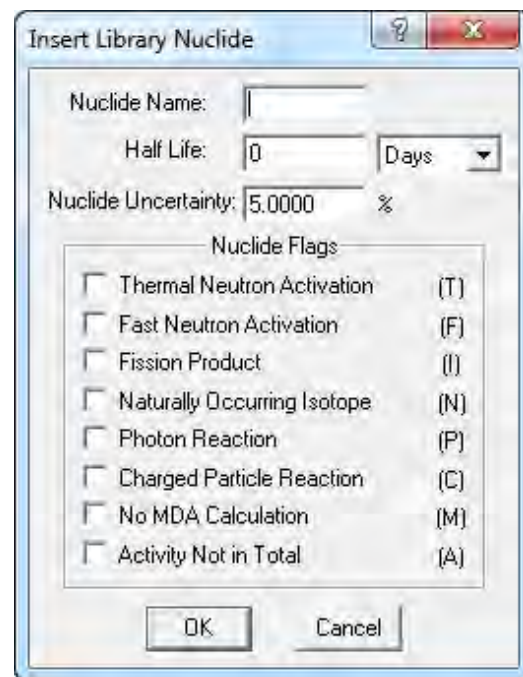 Insert Library Nuclide ? X
Nuclide Name:
Half Life: 0 Days
Nuclide Uncertainty: 5.0000 %
Nuclide Flags
Thermal Neutron Activation (T)
Fast Neutron Activation (F)
Fission Product (I)
Naturally Occurring Isotope (N)
Photon Reaction (P)
Charged Particle Reaction (C)
No MDA Calculation (M)
Activity Not in Total (A)
OK Cancel